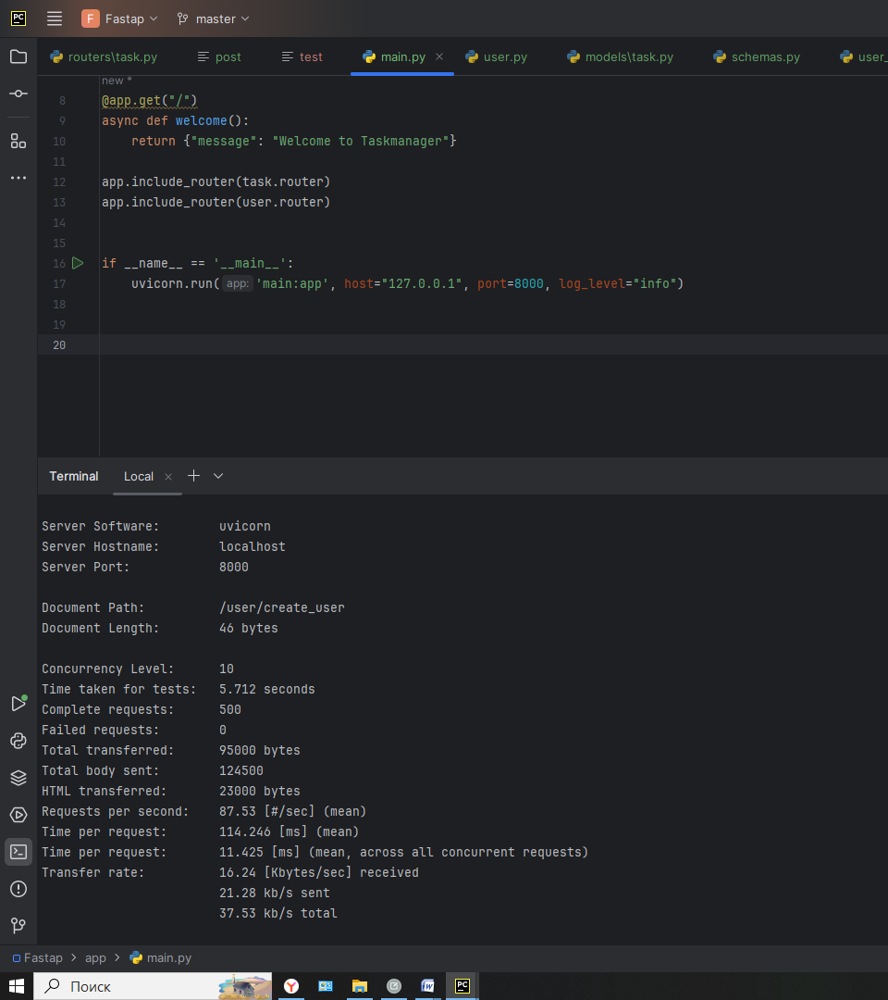 PC F Fastap master
routers\task.py post test main.py user.py models\task.py schemas.py user_
new *
8 @app.get("/")
9 async def welcome():
10 return {"message": "Welcome to Taskmanager"}
11
12 app.include_router(task.router)
13 app.include_router(user.router)
14
15
16 if __name__ == '__main__':
17 uvicorn.run( app: 'main:app', host="127.0.0.1", port=8000, log_level="info")
18
19
20
Terminal Local
Server Software: uvicorn
Server Hostname: localhost
Server Port: 8000
Document Path: /user/create_user
Document Length: 46 bytes
Concurrency Level: 10
Time taken for tests: 5.712 seconds
Complete requests: 500
Failed requests: 0
Total transferred: 95000 bytes
Total body sent: 124500
HTML transferred: 23000 bytes
Requests per second: 87.53 [#/sec] (mean)
Time per request: 114.246 [ms] (mean)
Time per request: 11.425 [ms] (mean, across all concurrent requests)
Transfer rate: 16.24 [Kbytes/sec] received
21.28 kb/s sent
37.53 kb/s total
Fastap > app > main.py
Поиск Y W PC